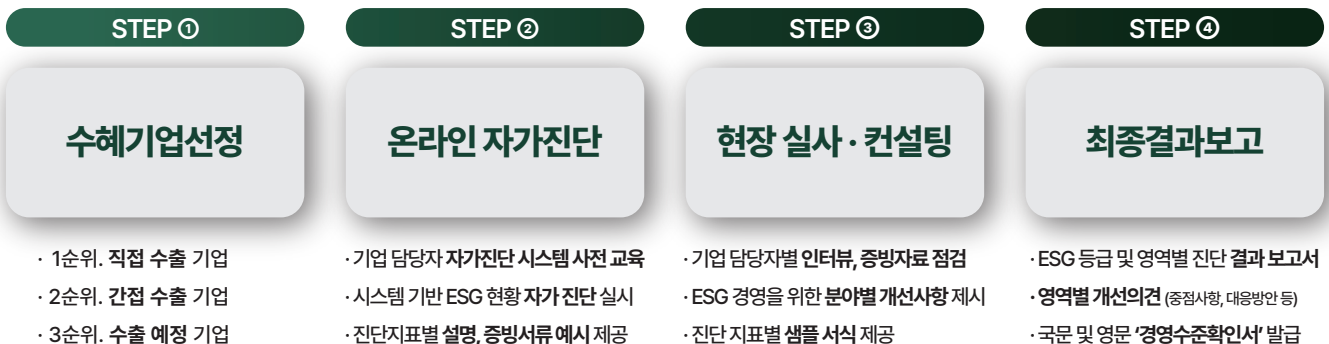 STEP ①
수혜기업선정
· 1순위. 직접 수출 기업
· 2순위. 간접 수출 기업
· 3순위. 수출 예정 기업
STEP ②
온라인 자가진단
· 기업 담당자 자가진단 시스템 사전 교육
· 시스템 기반 ESG 현황 자가 진단 실시
· 진단지표별 설명, 증빙서류 예시 제공
STEP ③
현장 실사 · 컨설팅
· 기업 담당자별 인터뷰, 증빙자료 점검
· ESG 경영을 위한 분야별 개선사항 제시
· 진단 지표별 샘플 서식 제공
STEP ④
최종결과보고
· ESG 등급 및 영역별 진단 결과 보고서
· 영역별 개선의견 (중점사항, 대응방안 등)
· 국문 및 영문 ‘경영수준확인서’ 발급